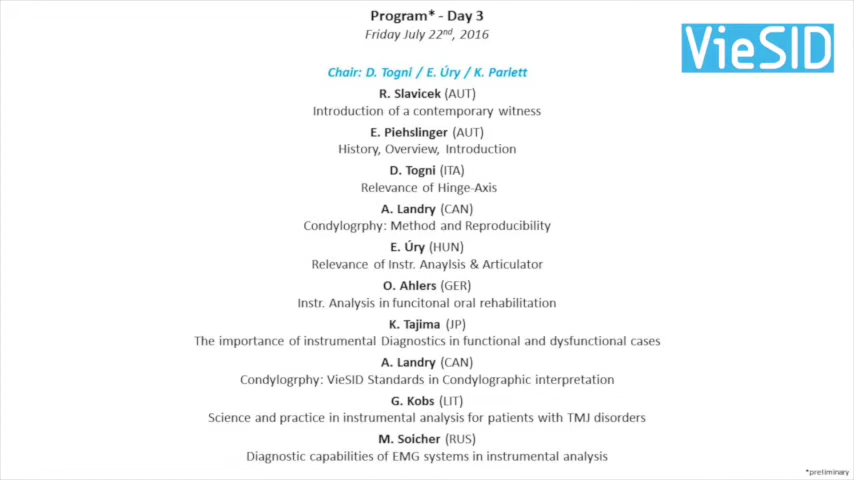 Program* - Day 3
Friday July 22nd, 2016
VieSID
Chair: D. Togni / E. Úry / K. Parlett
R. Slavicek (AUT)
Introduction of a contemporary witness
E. Piehslinger (AUT)
History, Overview, Introduction
D. Togni (ITA)
Relevance of Hinge-Axis
A. Landry (CAN)
Condylogrphy: Method and Reproducibility
E. Úry (HUN)
Relevance of Instr. Anaylsis & Articulator
O. Ahlers (GER)
Instr. Analysis in funcitonal oral rehabilitation
K. Tajima (JP)
The importance of instrumental Diagnostics in functional and dysfunctional cases
A. Landry (CAN)
Condylogrphy: VieSID Standards in Condylographic interpretation
G. Kobs (LIT)
Science and practice in instrumental analysis for patients with TMJ disorders
M. Soicher (RUS)
Diagnostic capabilities of EMG systems in instrumental analysis
*preliminary